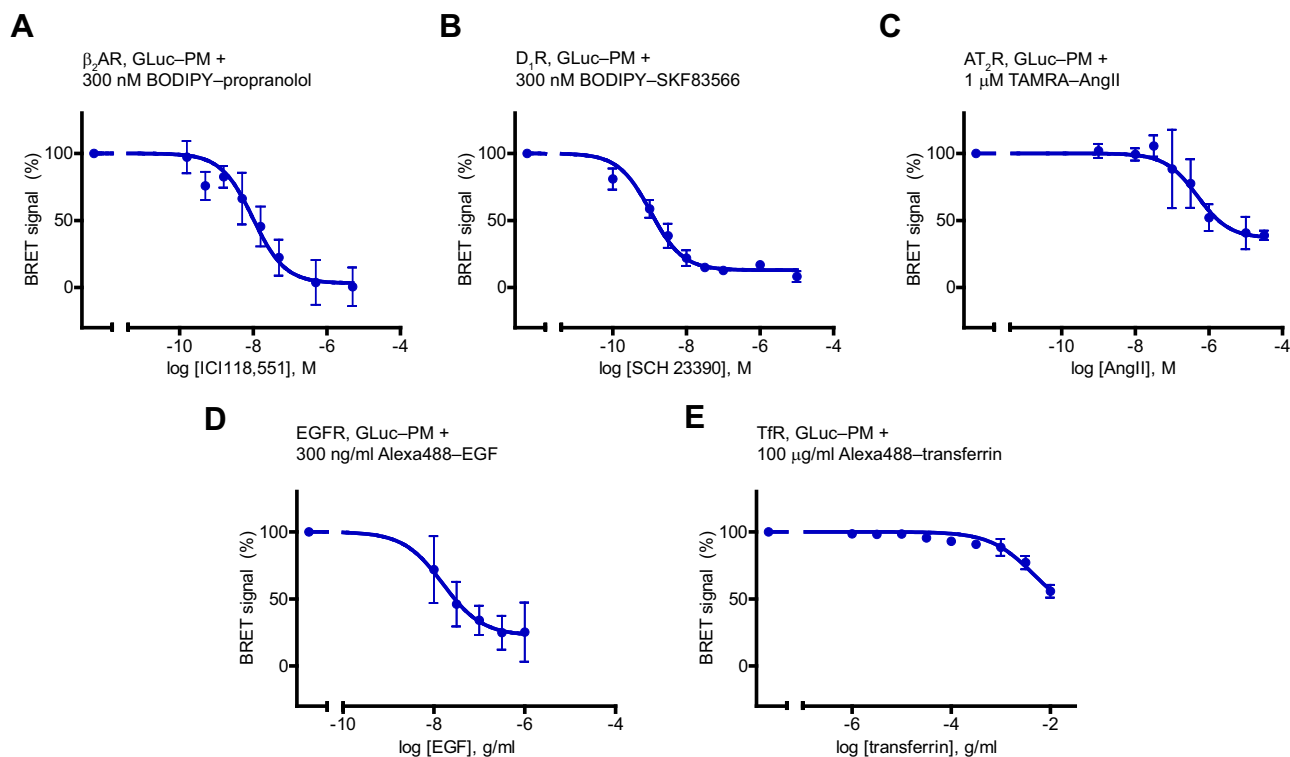 A
β₂AR, GLuc–PM +
300 nM BODIPY–propranolol
BRET signal (%)
100
50
0
-10 -8 -6 -4
log [ICI118,551], M
B
D₁R, GLuc–PM +
300 nM BODIPY–SKF83566
BRET signal (%)
100
50
0
-10 -8 -6 -4
log [SCH 23390], M
C
AT₂R, GLuc–PM +
1 μM TAMRA–AngII
BRET signal (%)
100
50
0
-10 -8 -6 -4
log [AngII], M
D
EGFR, GLuc–PM +
300 ng/ml Alexa488–EGF
BRET signal (%)
100
50
0
-10 -8 -6 -4
log [EGF], g/ml
E
TfR, GLuc–PM +
100 μg/ml Alexa488–transferrin
BRET signal (%)
100
50
0
-6 -4 -2
log [transferrin], g/ml